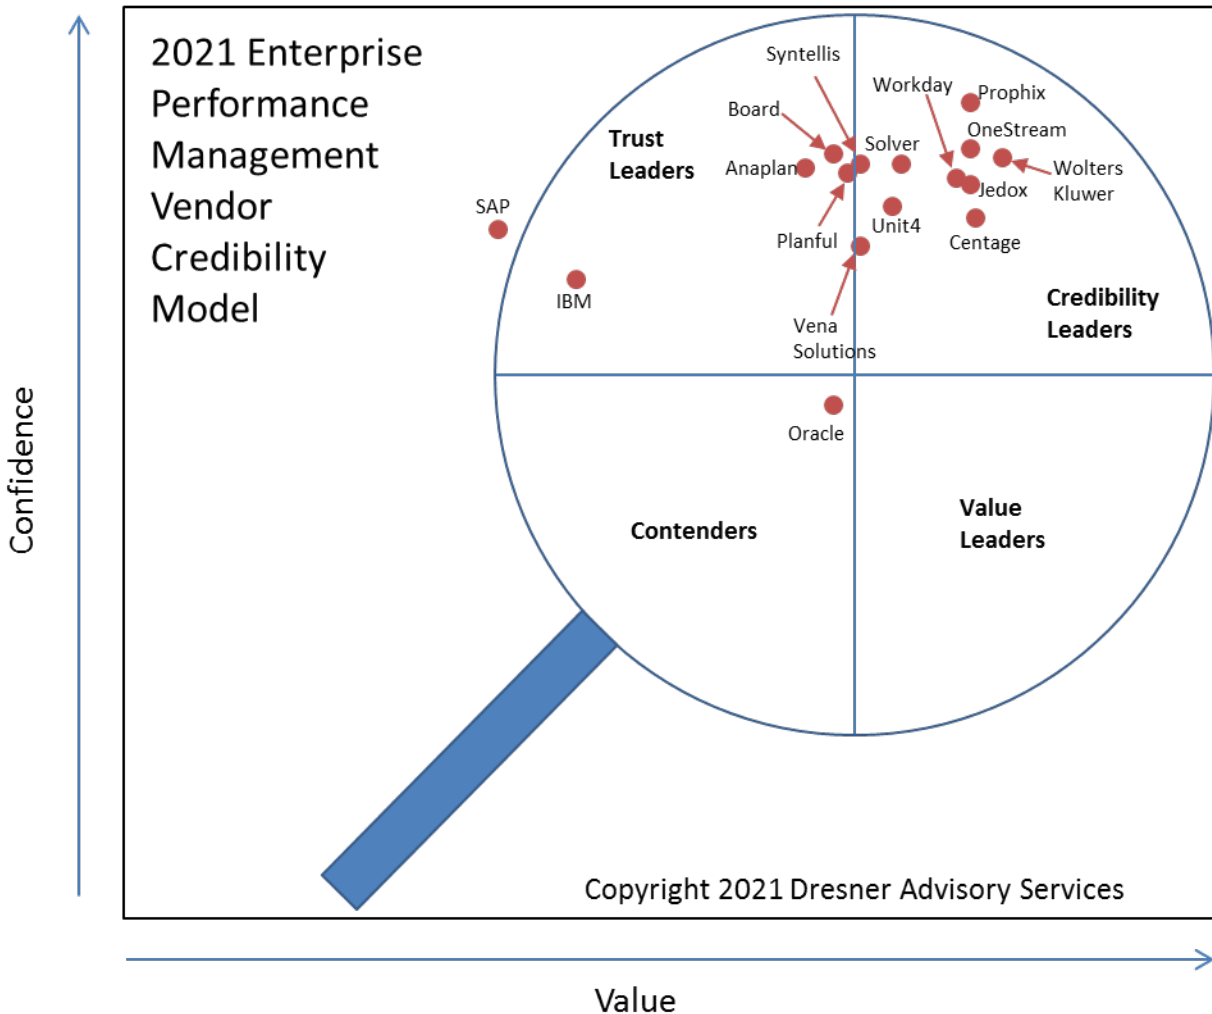 2021 Enterprise
Performance
Management
Vendor
Credibility
Model
Syntellis
Workday
Prophix
Board
OneStream
Trust
Leaders
Solver
Anaplan
Wolters
Kluwer
Jedox
SAP
Unit4
Planful
Centage
IBM
Credibility
Leaders
Vena
Solutions
Oracle
Confidence
Value
Leaders
Contenders
Copyright 2021 Dresner Advisory Services
Value